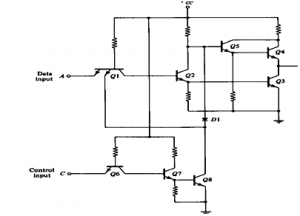 Vcc
Q5
Q4
Data
input A
Q1
Q2
Q3
D1
Control
input C
Q6
Q7
Q8